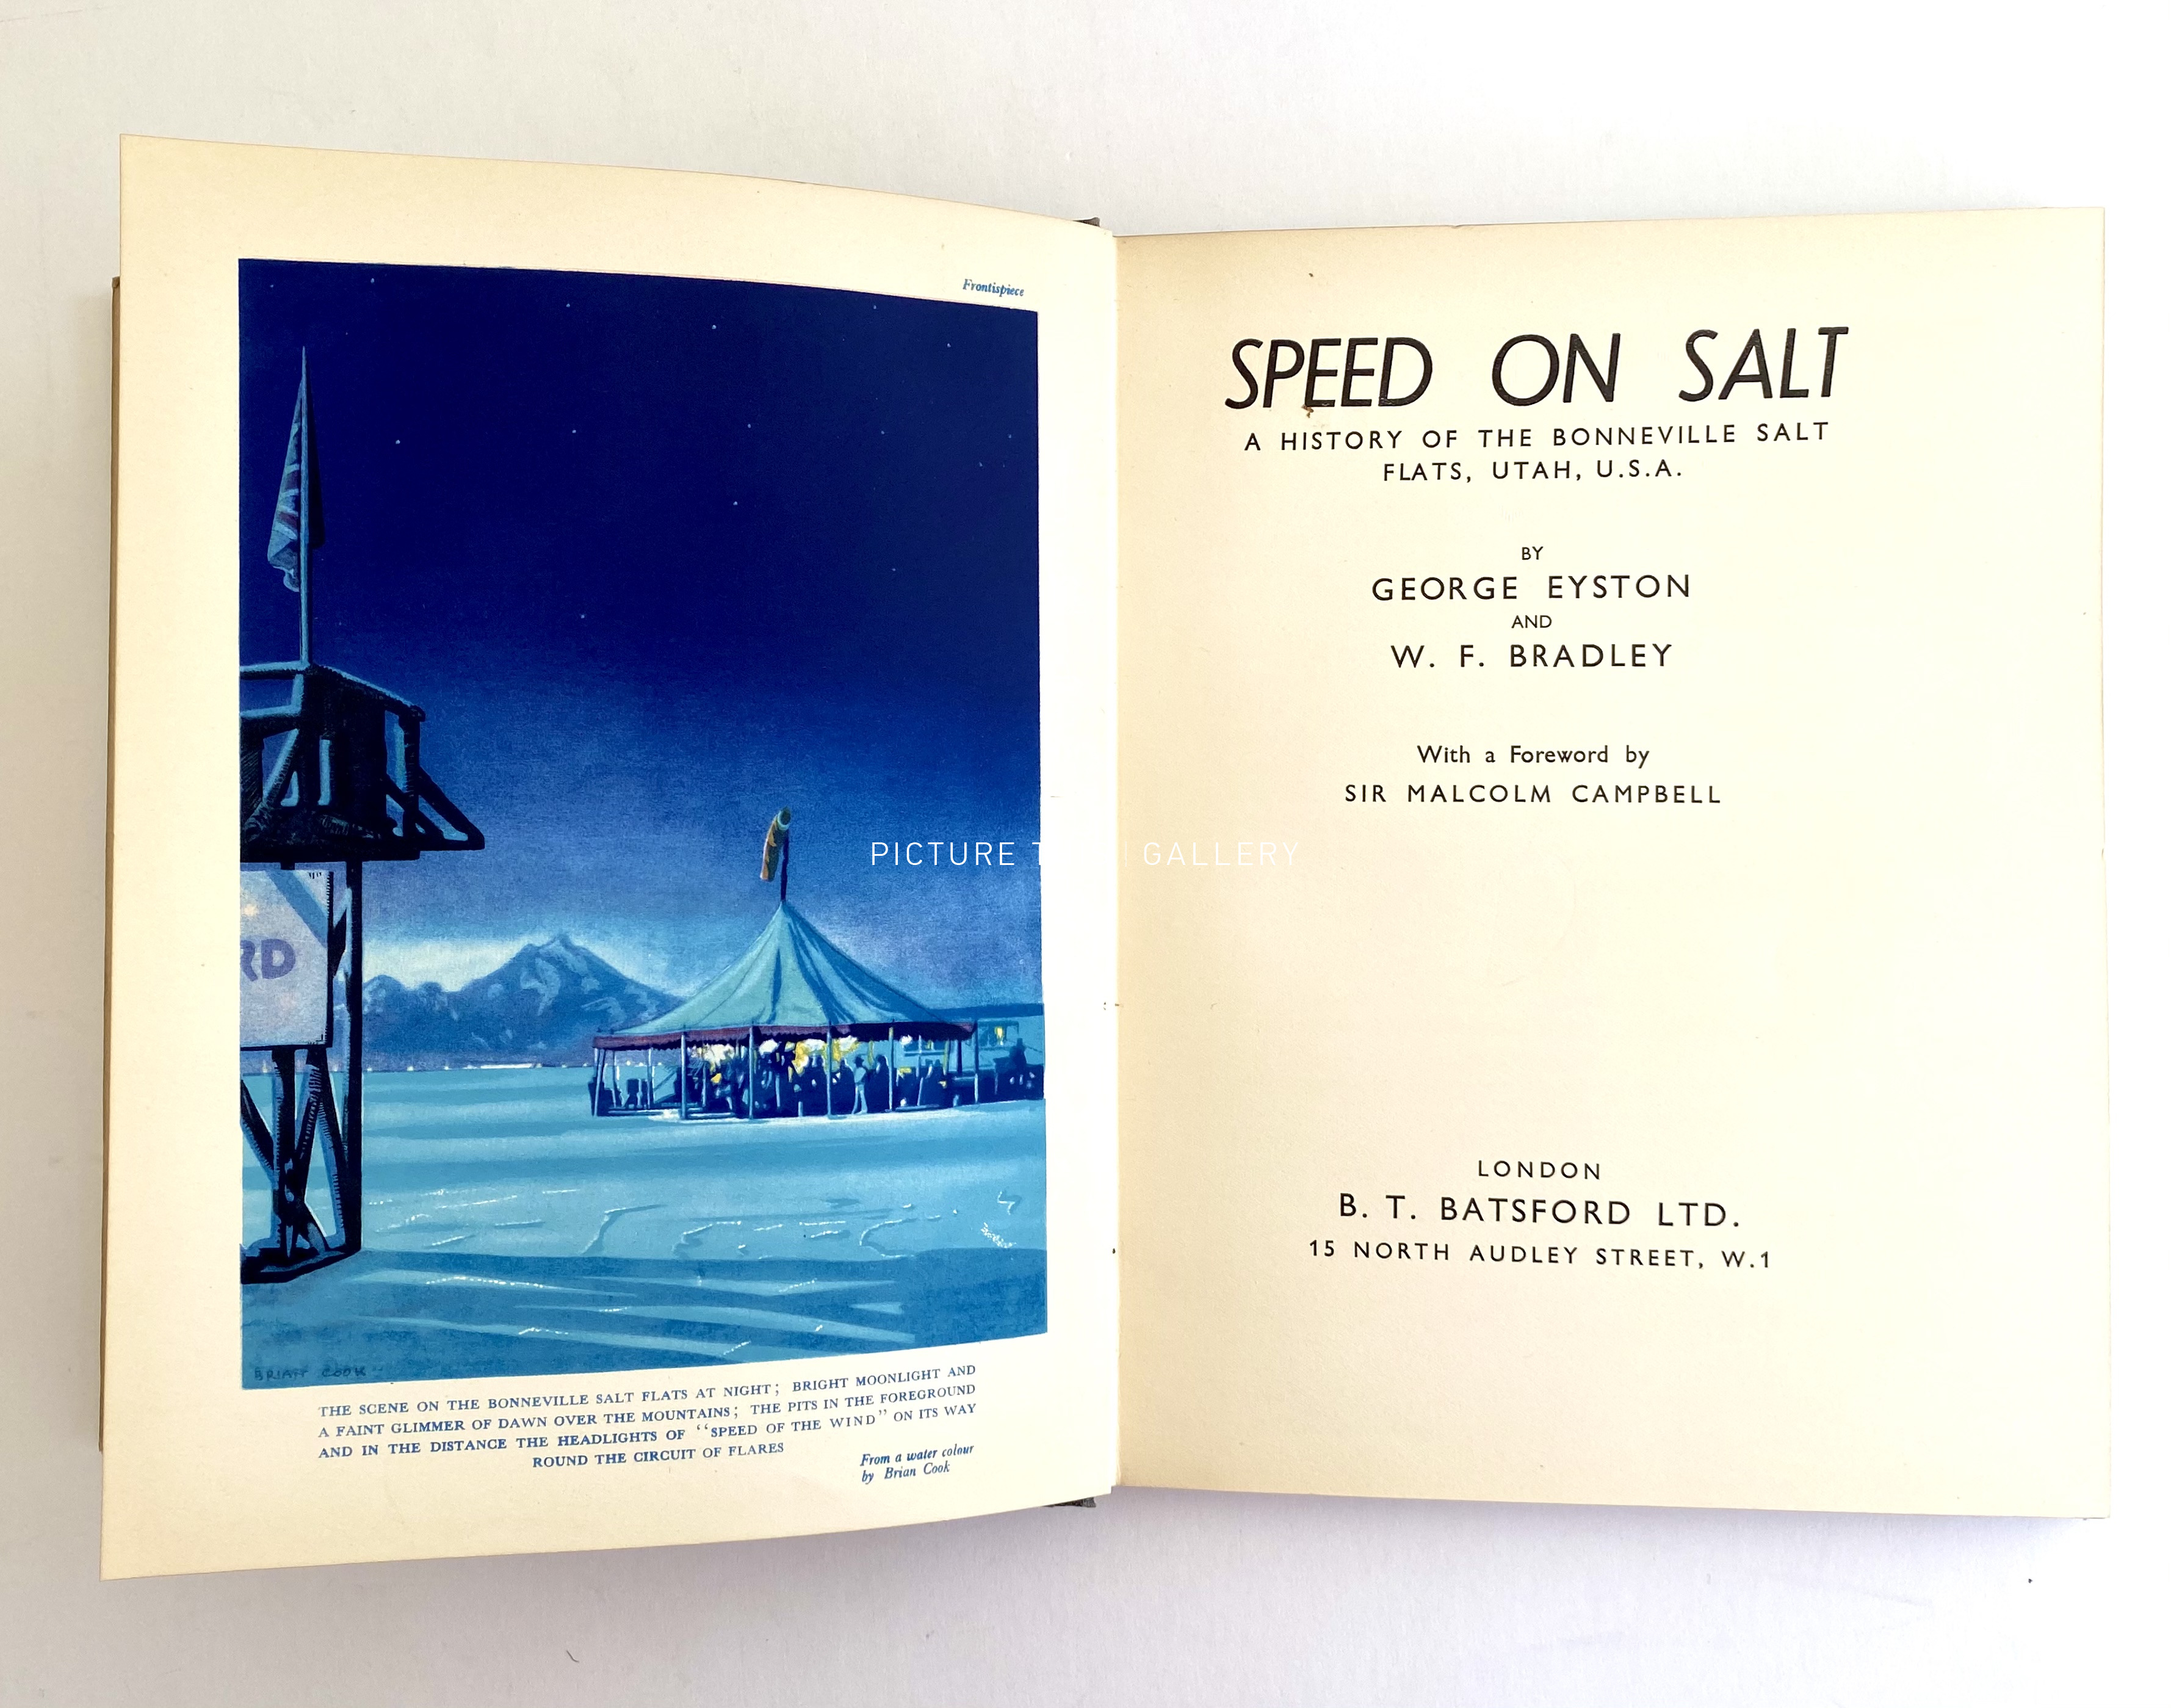 Frontispiece
RD
BRIAN COOK
THE SCENE ON THE BONNEVILLE SALT FLATS AT NIGHT; BRIGHT MOONLIGHT AND
A FAINT GLIMMER OF DAWN OVER THE MOUNTAINS; THE PITS IN THE FOREGROUND
AND IN THE DISTANCE THE HEADLIGHTS OF "SPEED OF THE WIND" ON ITS WAY
ROUND THE CIRCUIT OF FLARES
From a water colour
by Brian Cook
SPEED ON SALT
A HISTORY OF THE BONNEVILLE SALT
FLATS, UTAH, U.S.A.
BY
GEORGE EYSTON
AND
W. F. BRADLEY
With a Foreword by
SIR MALCOLM CAMPBELL
LONDON
B. T. BATSFORD LTD.
15 NORTH AUDLEY STREET, W.1
PICTURE GALLERY